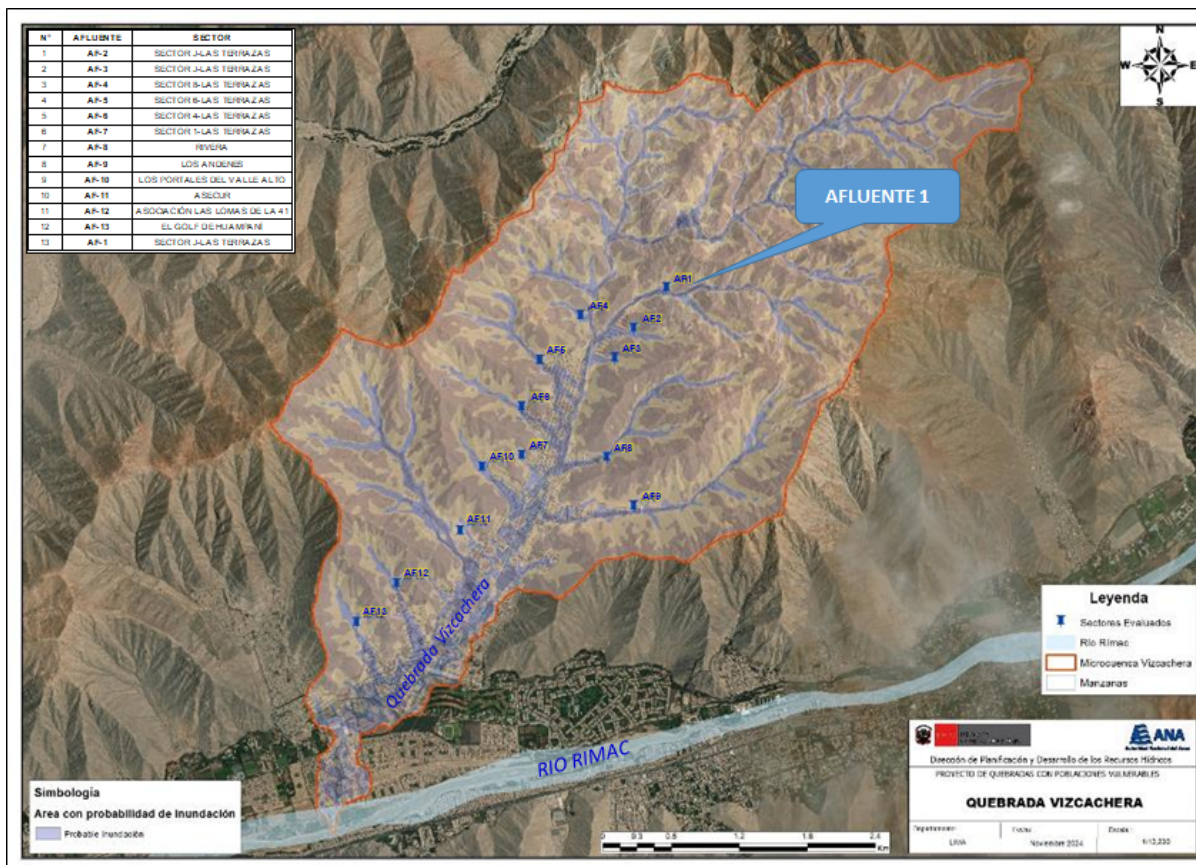 N° AFLUENTE SECTOR
1 AF-2 SECTOR J-LAS TERRAZAS
2 AF-3 SECTOR J-LAS TERRAZAS
3 AF-4 SECTOR 8-LAS TERRAZAS
4 AF-5 SECTOR 6-LAS TERRAZAS
5 AF-6 SECTOR 4-LAS TERRAZAS
6 AF-7 SECTOR 1-LAS TERRAZAS
7 AF-8 RIVERA
8 AF-9 LOS ANDENES
9 AF-10 LOS PORTALES DEL VALLE ALTO
10 AF-11 ASECUR
11 AF-12 ASOCIACIÓN LAS LOMAS DE LA 41
12 AF-13 EL GOLF DE HUAMPANÍ
13 AF-1 SECTOR J-LAS TERRAZAS
N
W E
S
AFLUENTE 1
AF1
AF4
AF2
AF3
AF5
AF6
AF7
AF8
AF10
AF9
AF11
AF12
AF13
Quebrada Vizcachera
RIO RIMAC
Leyenda
Sectores Evaluados
Río Rímac
Microcuenca Vizcachera
Manzanas
Simbología
Area con probabilidad de inundación
Probable Inundación
0 0.3 0.6 1.2 1.8 2.4
Km
ANA
Autoridad Nacional del Agua
Dirección de Planificación y Desarrollo de los Recursos Hídricos
PROYECTO DE QUEBRADAS CON POBLACIONES VULNERABLES
QUEBRADA VIZCACHERA
Departamento: Fecha: Escala:
LIMA Noviembre 2024